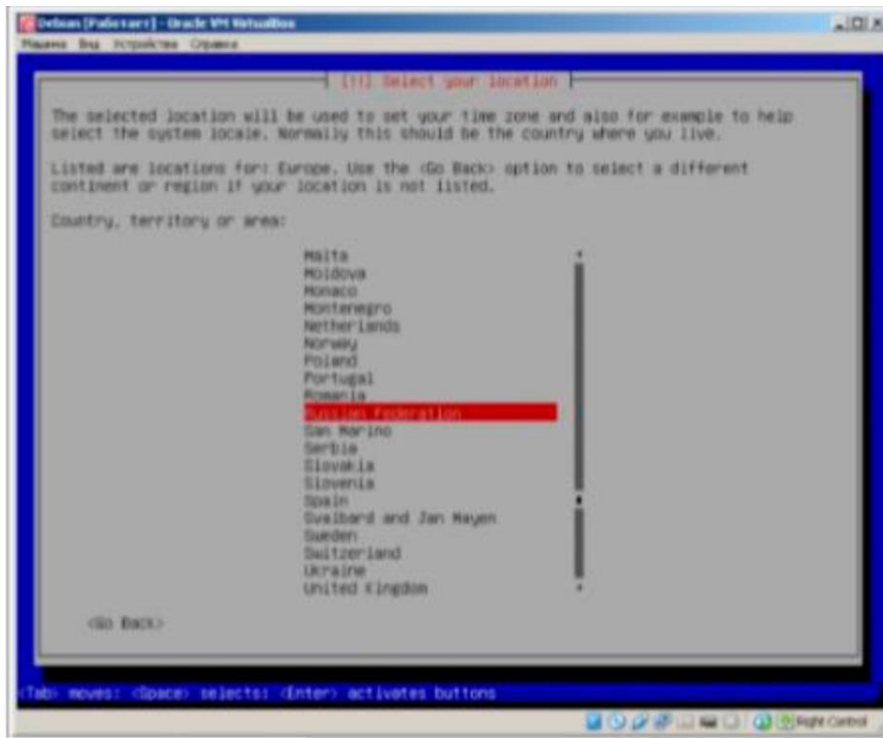 Debian [Работает] - Oracle VM VirtualBox
Машина Вид Устройства Справка
[!!] Select your location
The selected location will be used to set your time zone and also for example to help
select the system locale. Normally this should be the country where you live.
Listed are locations for: Europe. Use the <Go Back> option to select a different
continent or region if your location is not listed.
Country, territory or area:
Malta
Moldova
Monaco
Montenegro
Netherlands
Norway
Poland
Portugal
Romania
Russian Federation
San Marino
Serbia
Slovakia
Slovenia
Spain
Svalbard and Jan Mayen
Sweden
Switzerland
Ukraine
United Kingdom
<Go Back>
<Tab> moves; <Space> selects; <Enter> activates buttons
Right Control